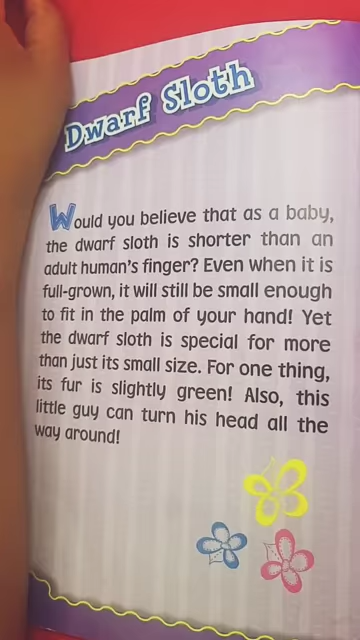 Dwarf Sloth
Would you believe that as a baby,
the dwarf sloth is shorter than an
adult human's finger? Even when it is
full-grown, it will still be small enough
to fit in the palm of your hand! Yet
the dwarf sloth is special for more
than just its small size. For one thing,
its fur is slightly green! Also, this
little guy can turn his head all the
way around!